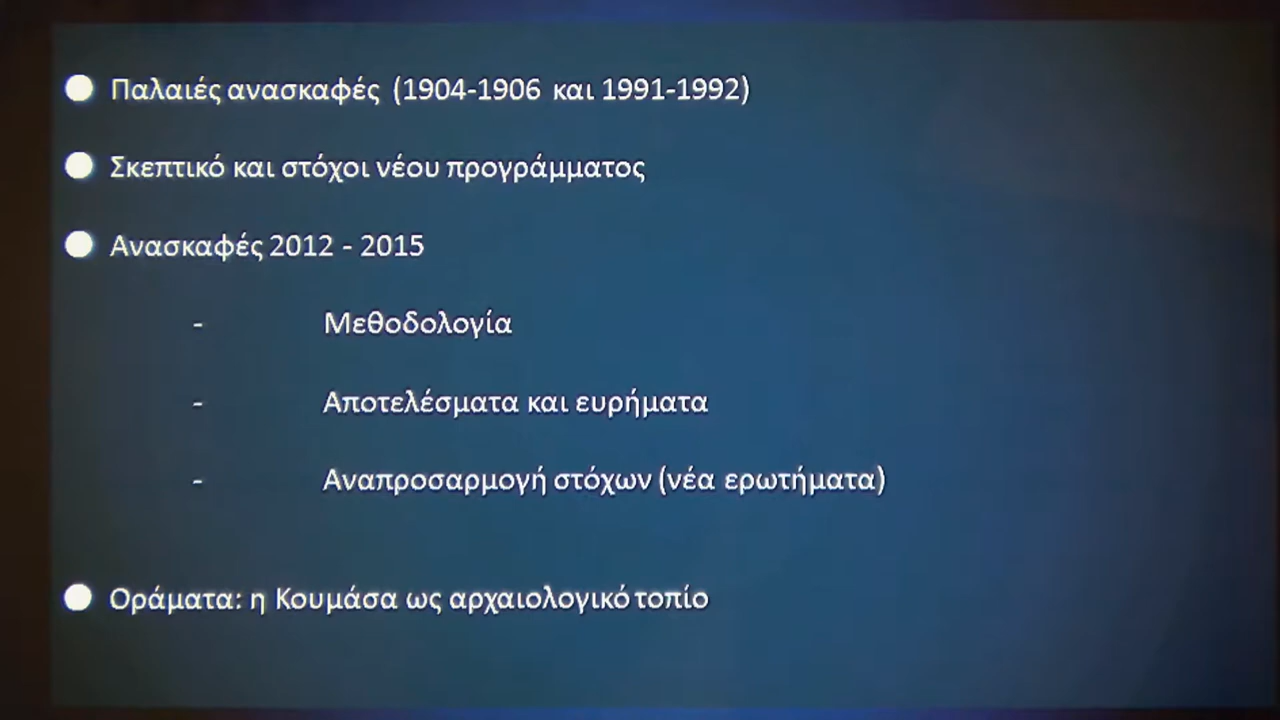 ● Παλαιές ανασκαφές (1904-1906 και 1991-1992)
● Σκεπτικό και στόχοι νέου προγράμματος
● Ανασκαφές 2012 - 2015
- Μεθοδολογία
- Αποτελέσματα και ευρήματα
- Αναπροσαρμογή στόχων (νέα ερωτήματα)
● Οράματα: η Κουμάσα ως αρχαιολογικό τοπίο